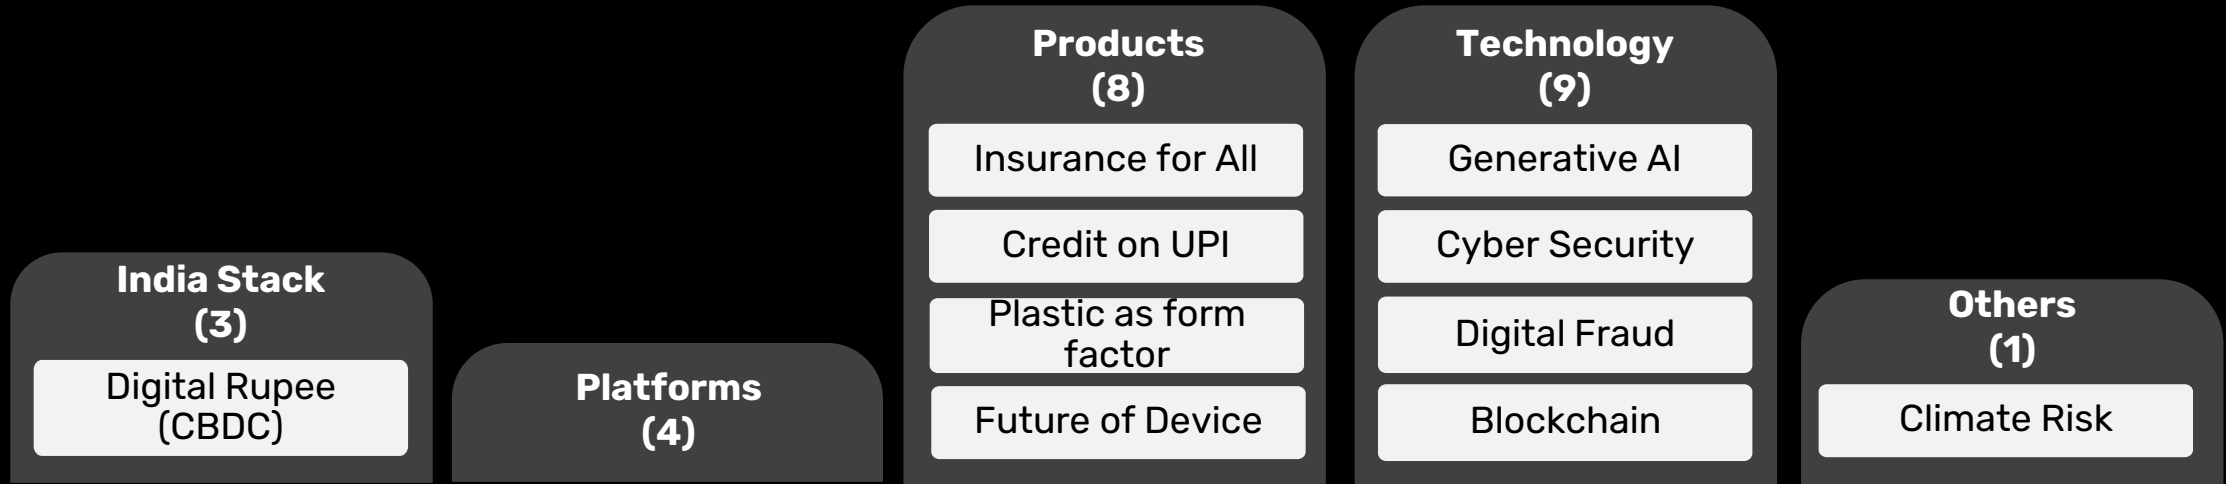 India Stack
(3)
Digital Rupee
(CBDC)
Platforms
(4)
Products
(8)
Insurance for All
Credit on UPI
Plastic as form
factor
Future of Device
Technology
(9)
Generative AI
Cyber Security
Digital Fraud
Blockchain
Others
(1)
Climate Risk